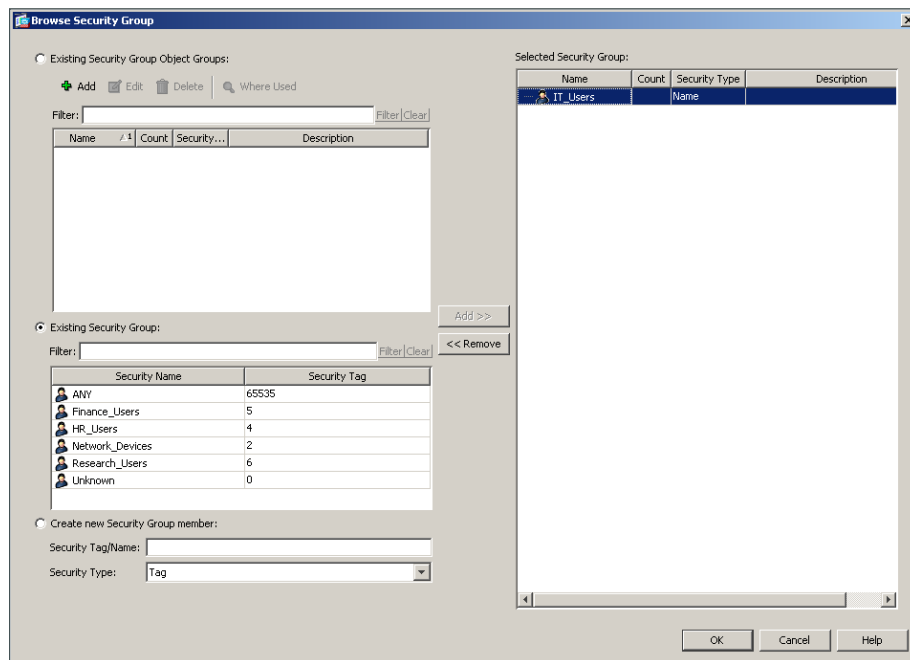 Browse Security Group
Existing Security Group Object Groups:
Add Edit Delete Where Used
Filter: Filter Clear
Name 1 Count Security... Description
Existing Security Group:
Filter: Filter Clear
Security Name Security Tag
ANY 65535
Finance_Users 5
HR_Users 4
Network_Devices 2
Research_Users 6
Unknown 0
Create new Security Group member:
Security Tag/Name:
Security Type: Tag
Add >>
<< Remove
Selected Security Group:
Name Count Security Type Description
IT_Users Name
OK Cancel Help